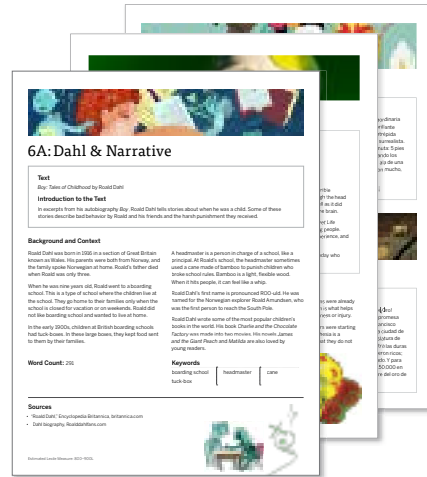 6A: Dahl & Narrative
Text
Boy: Tales of Childhood by Roald Dahl
Introduction to the Text
In excerpts from his autobiography Boy, Roald Dahl tells stories about when he was a child. Some of these
stories describe bad behavior by Roald and his friends and the harsh punishment they received.
Background and Context
Roald Dahl was born in 1916 in a section of Great Britain
known as Wales. His parents were both from Norway, and
the family spoke Norwegian at home. Roald's father died
when Roald was only three.
When he was nine years old, Roald went to a boarding
school. This is a type of school where the children live at
the school. They go home to their families only when the
school is closed for vacation or on weekends. Roald did
not like boarding school and wanted to live at home.
In the early 1900s, children at British boarding schools
had tuck-boxes. In these large boxes, they kept food sent
to them by their families.
A headmaster is a person in charge of a school, like a
principal. At Roald's school, the headmaster sometimes
used a cane made of bamboo to punish children who
broke school rules. Bamboo is a light, flexible wood.
When it hits people, it can feel like a whip.
Roald Dahl's first name is pronounced ROO-uld. He was
named for the Norwegian explorer Roald Amundsen, who
was the first person to reach the South Pole.
Roald Dahl wrote some of the most popular children's
books in the world. His book Charlie and the Chocolate
Factory was made into two movies. His novels James
and the Giant Peach and Matilda are also loved by
young readers.
Word Count: 291
Keywords
boarding school headmaster cane
tuck-box
Sources
• "Roald Dahl," Encyclopedia Britannica, britannica.com
• Dahl biography, Roalddahlfans.com